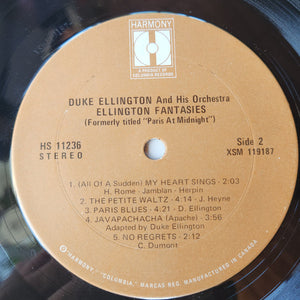 HARMONY
H
A PRODUCT OF
COLUMBIA RECORDS
DUKE ELLINGTON And His Orchestra
ELLINGTON FANTASIES
(Formerly titled "Paris At Midnight")
HS 11236
STEREO
Side 2
XSM 119187
1. (All Of A Sudden) MY HEART SINGS - 2:03
H. Rome - Jamblan - Herpin
2. THE PETITE WALTZ - 4:14 - J. Heyne
3. PARIS BLUES - 4:21 - D. Ellington
4. JAVAPACHACHA (Apache) - 3:56
Adapted by Duke Ellington
5. NO REGRETS - 2:12
C. Dumont
"HARMONY," "COLUMBIA," MARCAS REG. MANUFACTURED IN CANADA